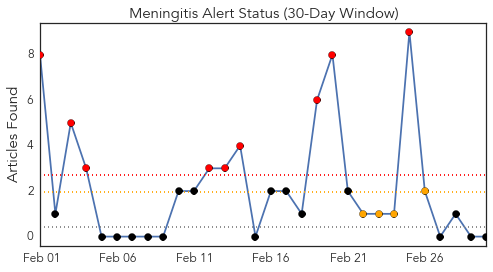 Meningitis Alert Status (30-Day Window)
Articles Found
8
6
4
2
0
Feb 01 Feb 06 Feb 11 Feb 16 Feb 21 Feb 26